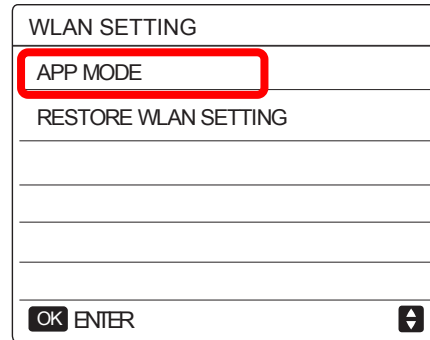 WLAN SETTING
APP MODE
RESTORE WLAN SETTING
OK ENTER